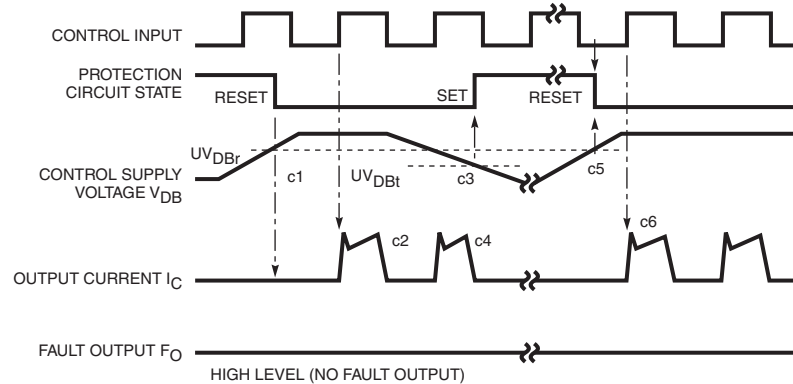 CONTROL INPUT
PROTECTION
CIRCUIT STATE
RESET
SET
RESET
UVDBr
CONTROL SUPPLY
VOLTAGE VDB
c1
UVDBt
c3
c5
c2
c4
c6
OUTPUT CURRENT IC
FAULT OUTPUT FO
HIGH LEVEL (NO FAULT OUTPUT)